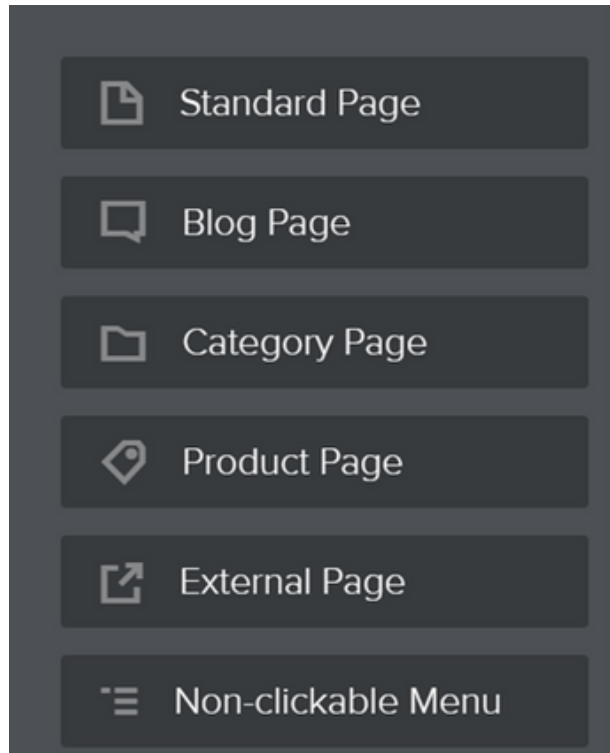 Standard Page
Blog Page
Category Page
Product Page
External Page
Non-clickable Menu